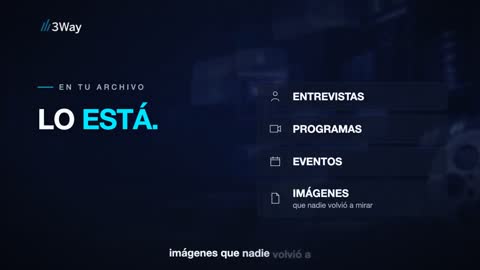 3Way
EN TU ARCHIVO
LO ESTÁ.
ENTREVISTAS
PROGRAMAS
EVENTOS
IMÁGENES
que nadie volvió a mirar
imágenes que nadie volvió a